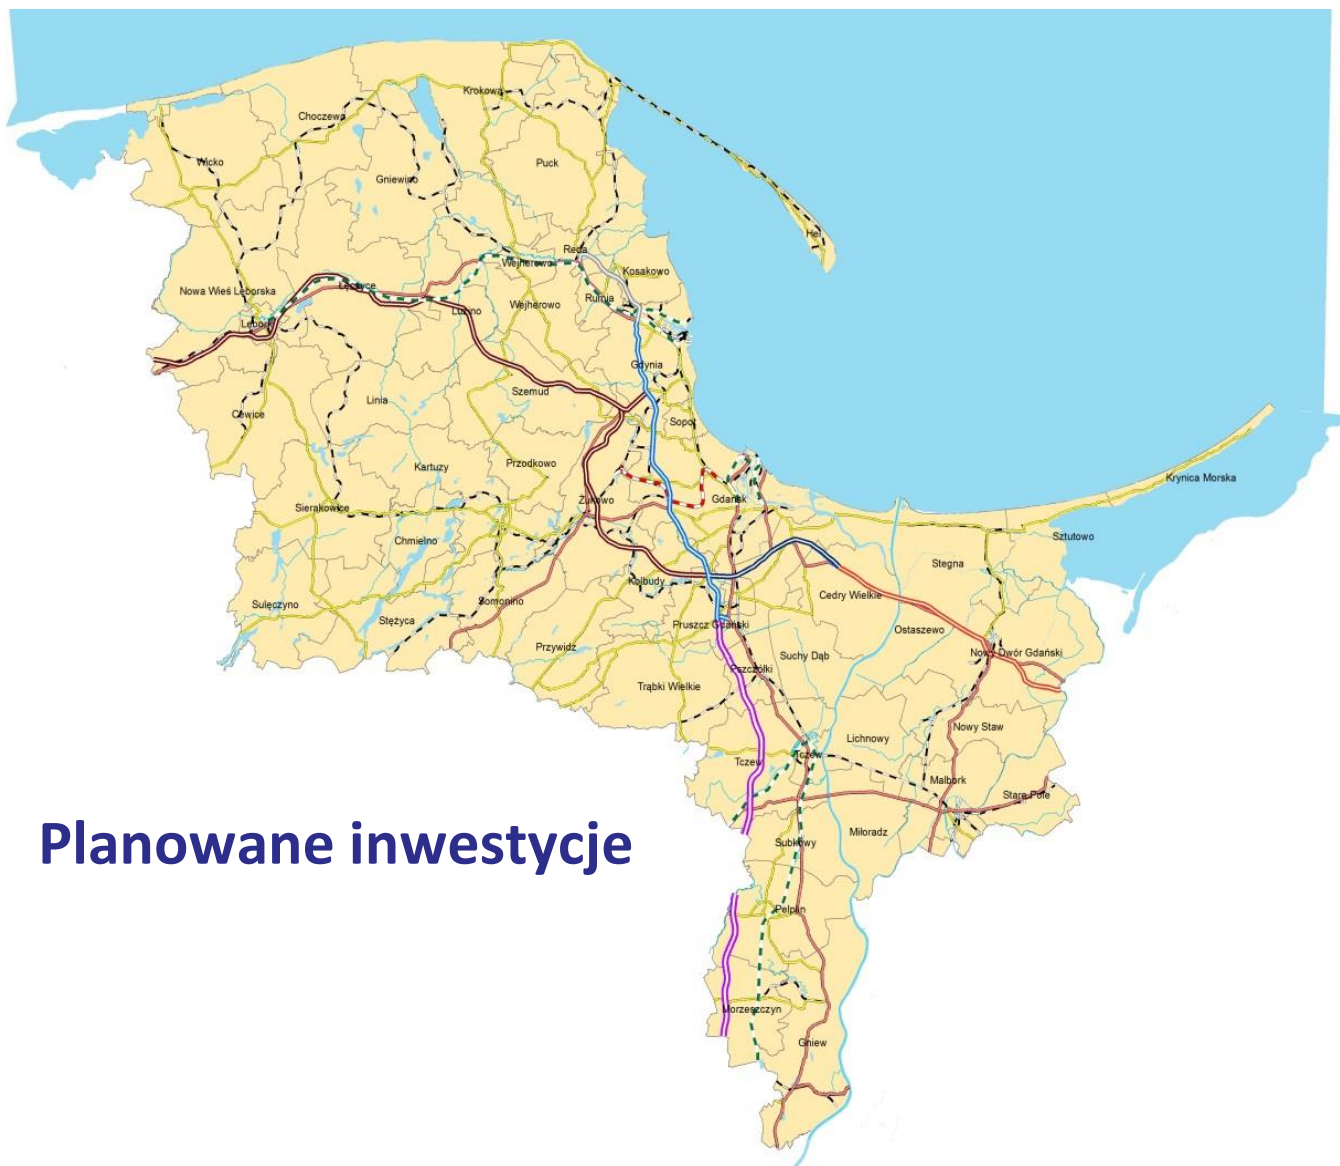 Krokowa
Choczewo
Wicko
Puck
Gniewino
Hel
Reda
Wejherowo
Kosakowo
Łęczyce
Nowa Wieś Lęborska
Rumia
Wejherowo
Luzino
Lębork
Gdynia
Szemud
Linia
Cewice
Sopot
Przodkowo
Kartuzy
Krynica Morska
Żukowo
Gdańsk
Sierakowice
Sztutowo
Chmielno
Stegna
Kolbudy
Cedry Wielkie
Somonino
Sulęczyno
Stężyca
Pruszcz Gdański
Ostaszewo
Przywidz
Suchy Dąb
Nowy Dwór Gdański
Pszczółki
Trąbki Wielkie
Nowy Staw
Lichnowy
Tczew
Tczew
Malbork
Stare Pole
Miłoradz
Subkowy
Planowane inwestycje
Pelplin
Morzeszczyn
Gniew